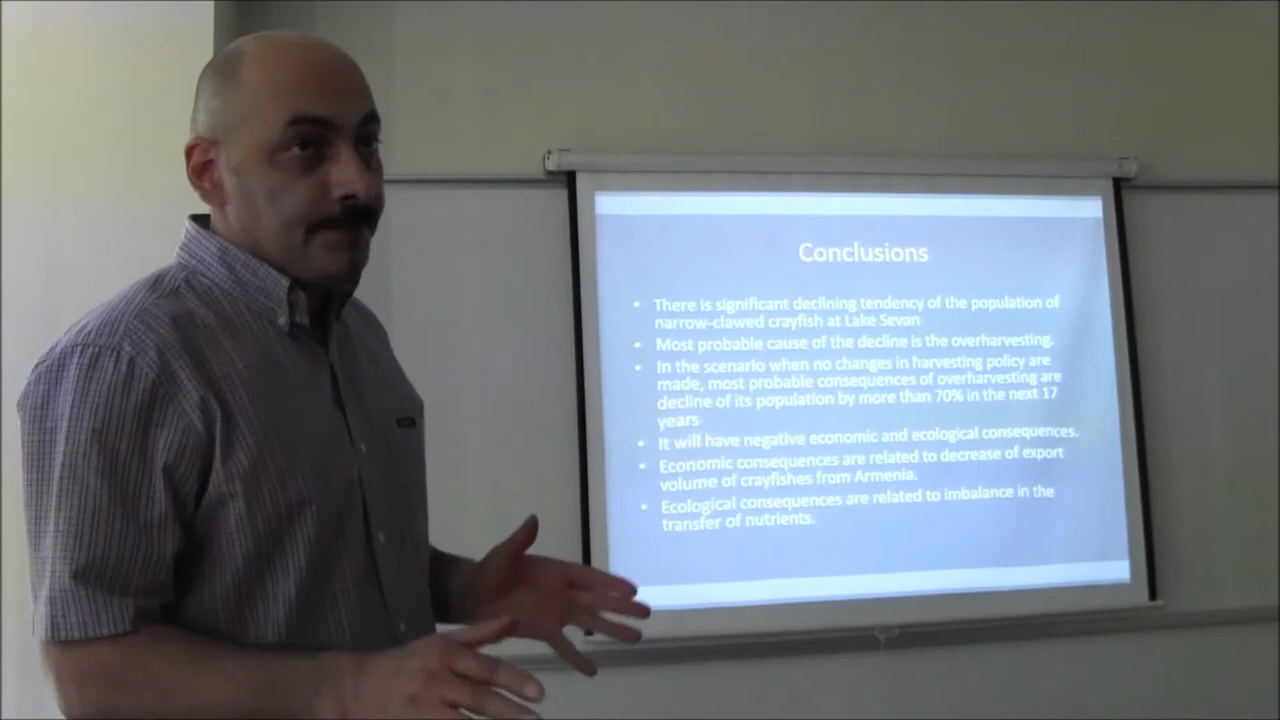 Conclusions
• There is significant declining tendency of the population of
narrow-clawed crayfish at Lake Sevan
• Most probable cause of the decline is the overharvesting.
• In the scenario when no changes in harvesting policy are
made, most probable consequences of overharvesting are
decline of its population by more than 70% in the next 17
years
• It will have negative economic and ecological consequences.
• Economic consequences are related to decrease of export
volume of crayfishes from Armenia.
• Ecological consequences are related to imbalance in the
transfer of nutrients.